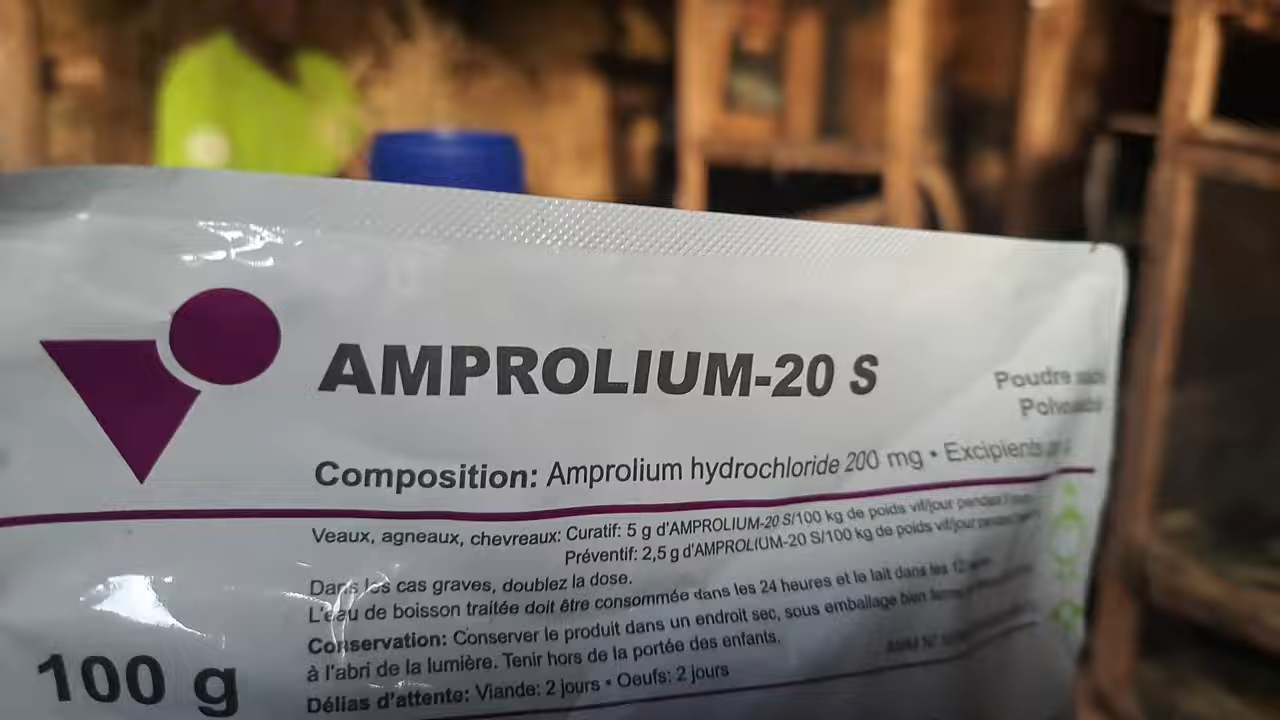 AMPROLIUM-20 S
Poudre
Composition: Amprolium hydrochloride 200 mg • Excipients
Veaux, agneaux, chevreaux: Curatif: 5 g d'AMPROLIUM-20 S/100 kg de poids vif/jour pendant
Préventif: 2,5 g d'AMPROLIUM-20 S/100 kg de poids vif/jour pendant
Dans les cas graves, doublez la dose.
L'eau de boisson traitée doit être consommée dans les 24 heures et le lait dans les 12
Conservation: Conserver le produit dans un endroit sec, sous emballage bien
à l'abri de la lumière. Tenir hors de la portée des enfants.
Délias d'attente: Viande: 2 jours • Oeufs: 2 jours
100 g